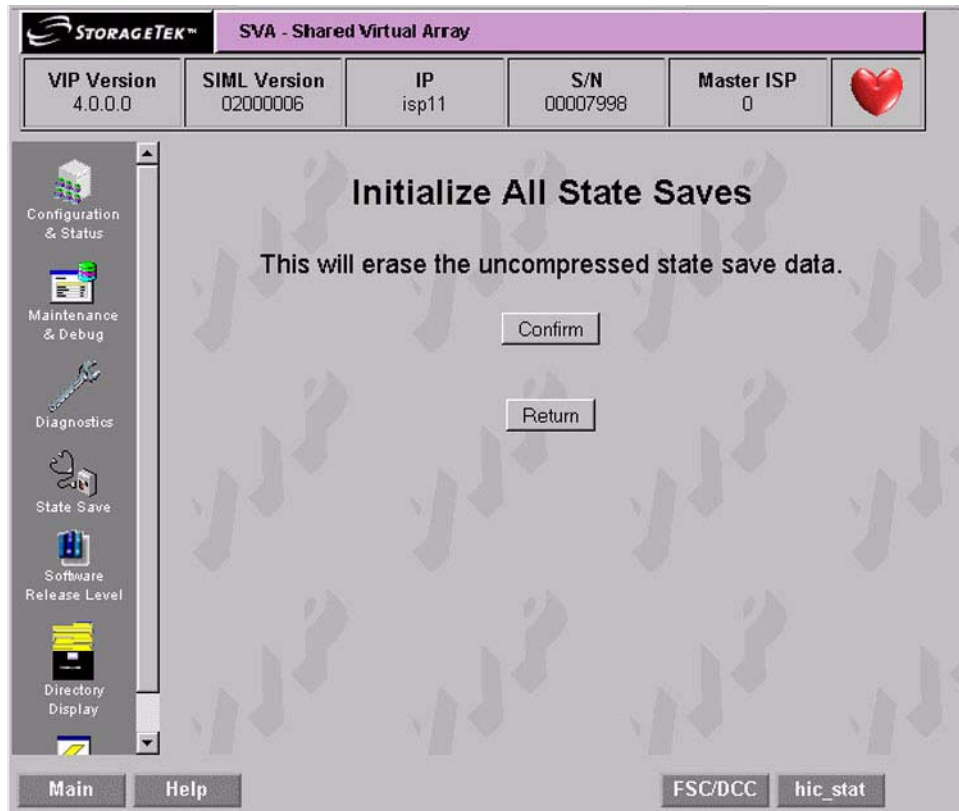 STORAGETEK™
SVA - Shared Virtual Array
VIP Version
4.0.0.0
SIML Version
02000006
IP
isp11
S/N
00007998
Master ISP
0
Configuration
& Status
Maintenance
& Debug
Diagnostics
State Save
Software
Release Level
Directory
Display
Initialize All State Saves
This will erase the uncompressed state save data.
Confirm
Return
Main
Help
FSC/DCC
hic_stat